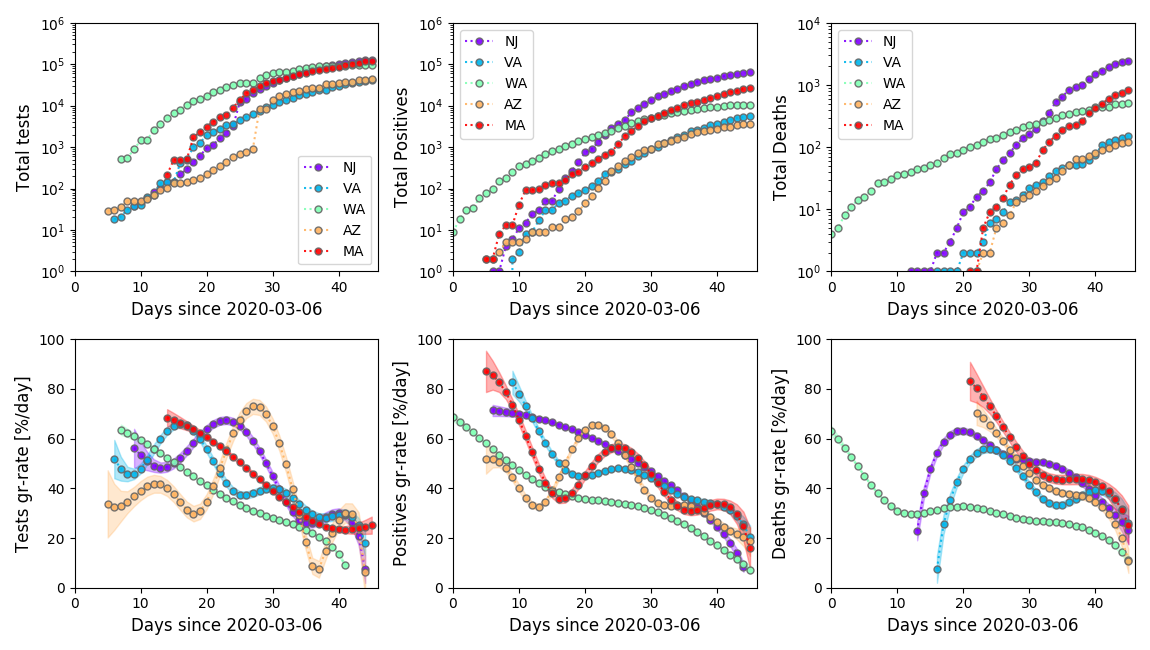 10⁶
10⁵
10⁴
10³
10²
10¹
10⁰
Total tests
0 10 20 30 40
Days since 2020-03-06
NJ
VA
WA
AZ
MA
10⁶
10⁵
10⁴
10³
10²
10¹
10⁰
Total Positives
0 10 20 30 40
Days since 2020-03-06
NJ
VA
WA
AZ
MA
10⁴
10³
10²
10¹
10⁰
Total Deaths
0 10 20 30 40
Days since 2020-03-06
NJ
VA
WA
AZ
MA
100
80
60
40
20
0
Tests gr-rate [%/day]
0 10 20 30 40
Days since 2020-03-06
100
80
60
40
20
0
Positives gr-rate [%/day]
0 10 20 30 40
Days since 2020-03-06
100
80
60
40
20
0
Deaths gr-rate [%/day]
0 10 20 30 40
Days since 2020-03-06